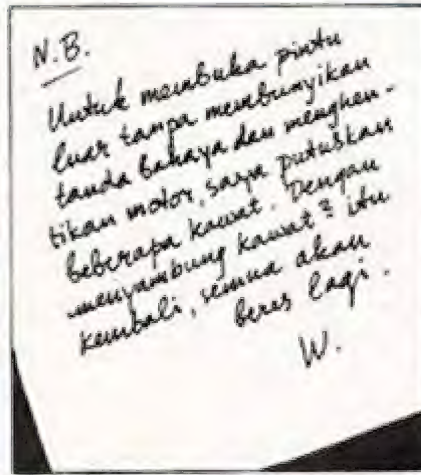 N.B.
Untuk membuka pintu
luar tanpa membunyikan
tanda bahaya dan menghen-
tikan motor, saya putuskan
beberapa kawat. Dengan
menyambung kawat² itu
kembali, semua akan
beres lagi.
W.